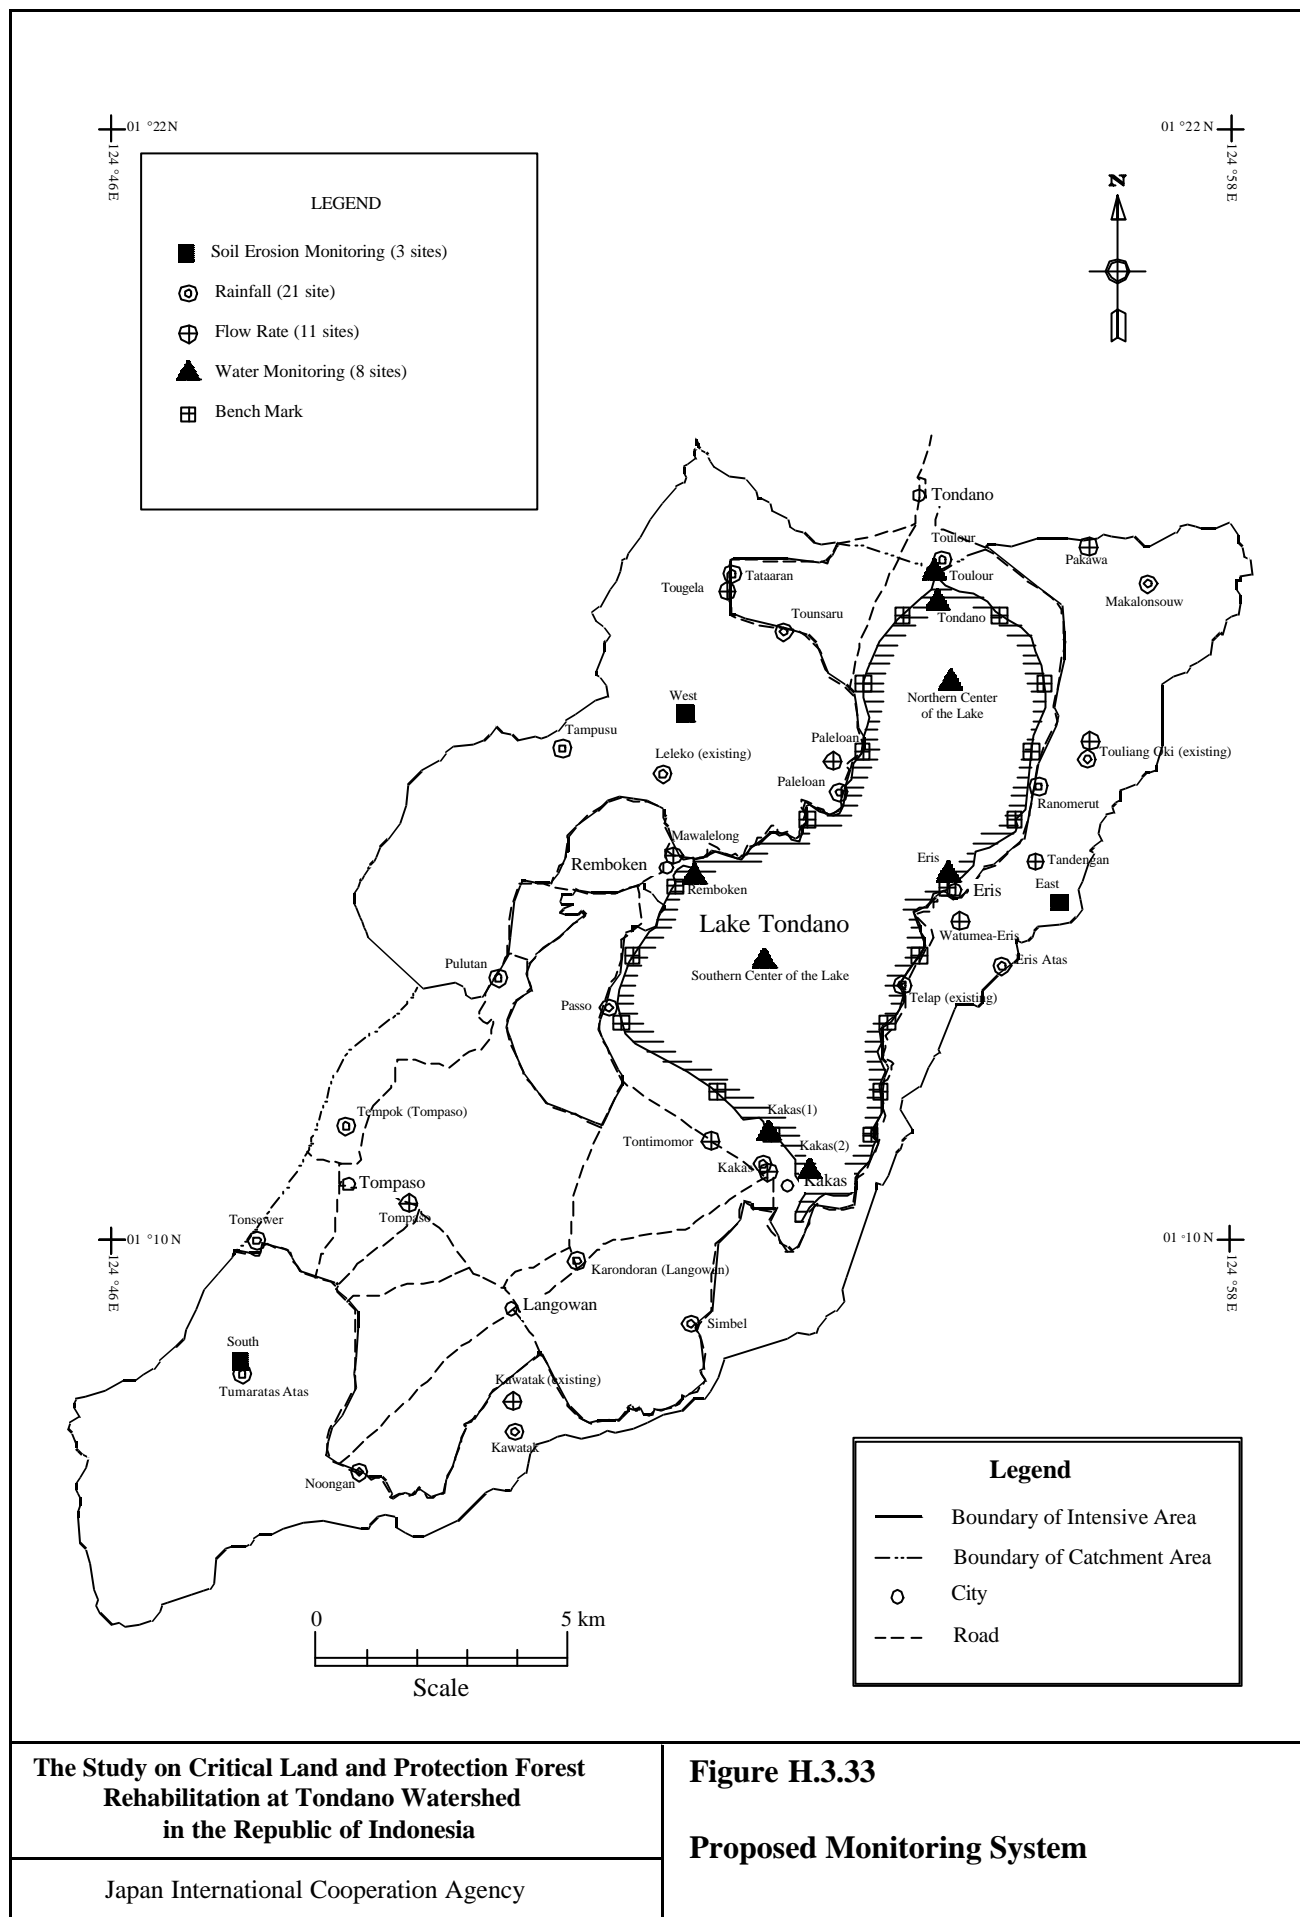 01 °22N
124 °46E
01 °22 N
124 °58 E
N
LEGEND
Soil Erosion Monitoring (3 sites)
Rainfall (21 site)
Flow Rate (11 sites)
Water Monitoring (8 sites)
Bench Mark
Tondano
Toulour
Pakawa
Tataaran
Toulour
Tougela
Makalonsouw
Tounsaru
Tondano
West
Northern Center
of the Lake
Tampusu
Paleloan
Leleko (existing)
Touliang Oki (existing)
Paleloan
Ranomerut
Mawalelong
Remboken
Eris
Tandengan
Remboken
Eris
East
Lake Tondano
Watumea-Eris
Pulutan
Southern Center of the Lake
Eris Atas
Passo
Telap (existing)
Tempok (Tompaso)
Kakas(1)
Tontimomor
Kakas(2)
Kakas
Kakas
Tompaso
Tompaso
Tonsewer
01 °10 N
124 °46 E
01 °10 N
124 °58 E
Karondoran (Langowan)
Langowan
Simbel
South
Tumaratas Atas
Kawatak (existing)
Kawatak
Noongan
Legend
Boundary of Intensive Area
Boundary of Catchment Area
City
Road
0
5 km
Scale
The Study on Critical Land and Protection Forest
Rehabilitation at Tondano Watershed
in the Republic of Indonesia
Japan International Cooperation Agency
Figure H.3.33
Proposed Monitoring System